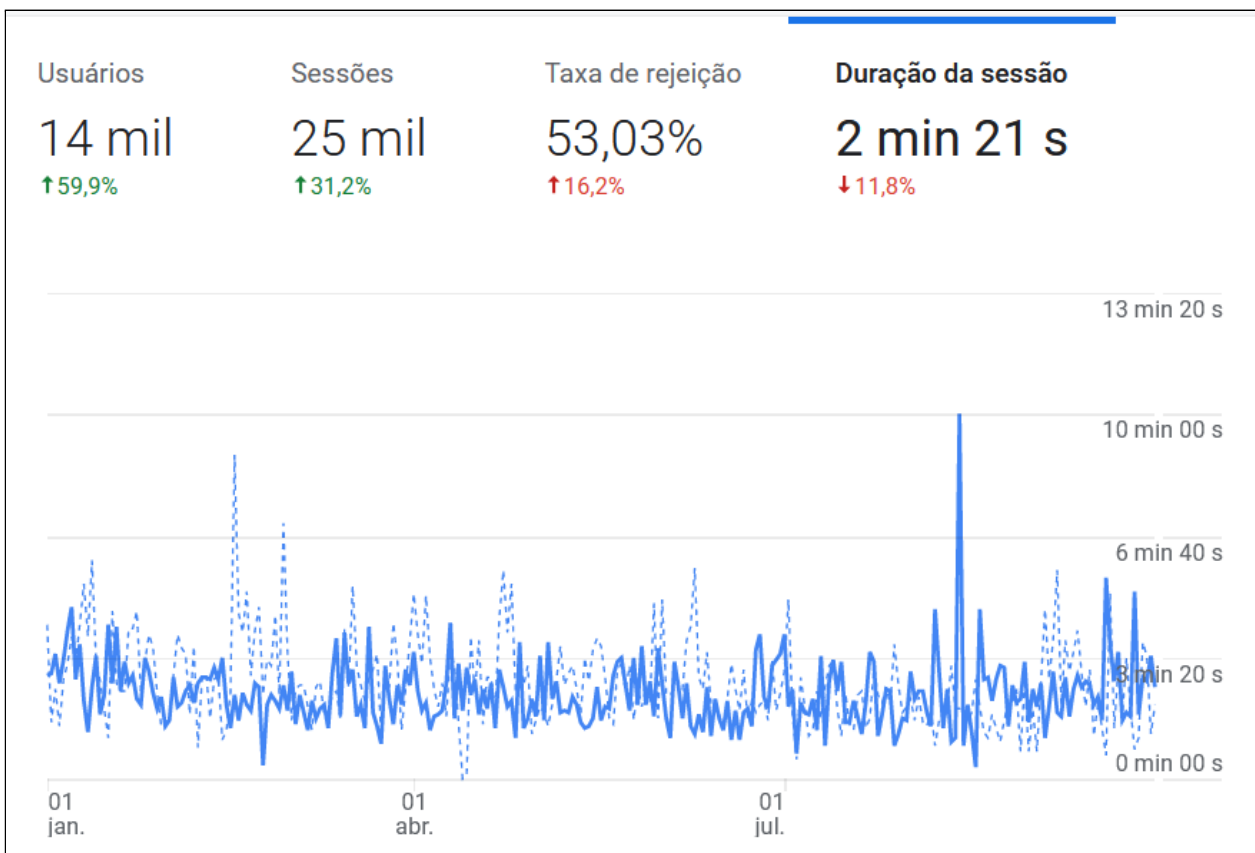 Usuários Sessões Taxa de rejeição Duração da sessão
14 mil 25 mil 53,03% 2 min 21 s
↑59,9% ↑31,2% ↑16,2% ↓11,8%
13 min 20 s
10 min 00 s
6 min 40 s
3 min 20 s
0 min 00 s
01 01 01
jan. abr. jul.